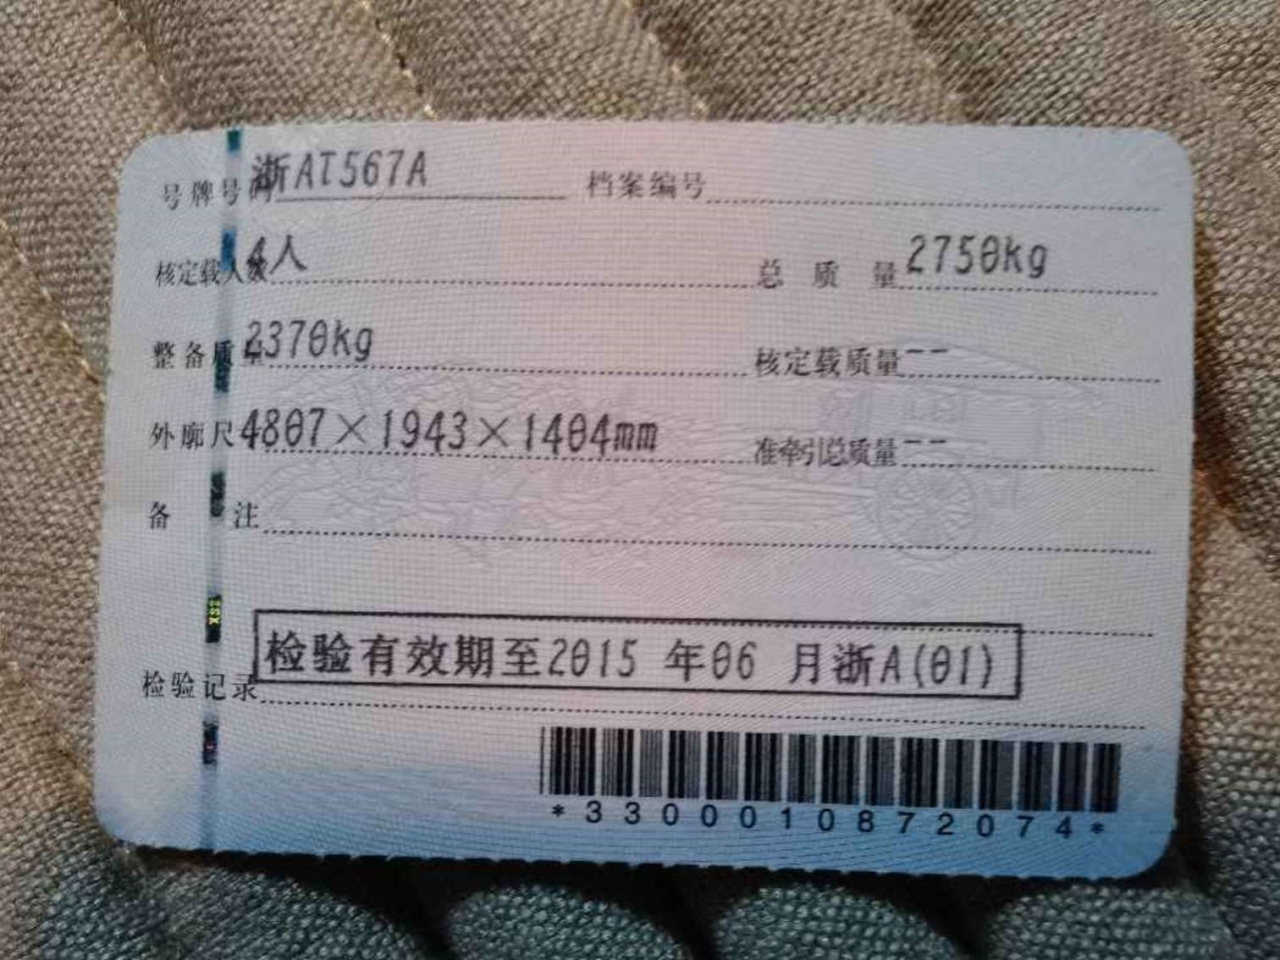 号牌号码 浙AT567A 档案编号
核定载人数 4人 总质量 2750kg
整备质量 2370kg 核定载质量 --
外廓尺寸 4807×1943×1404mm 准牵引总质量 --
备注
检验有效期至2015 年06 月浙A(01)
检验记录
*3300010872074*